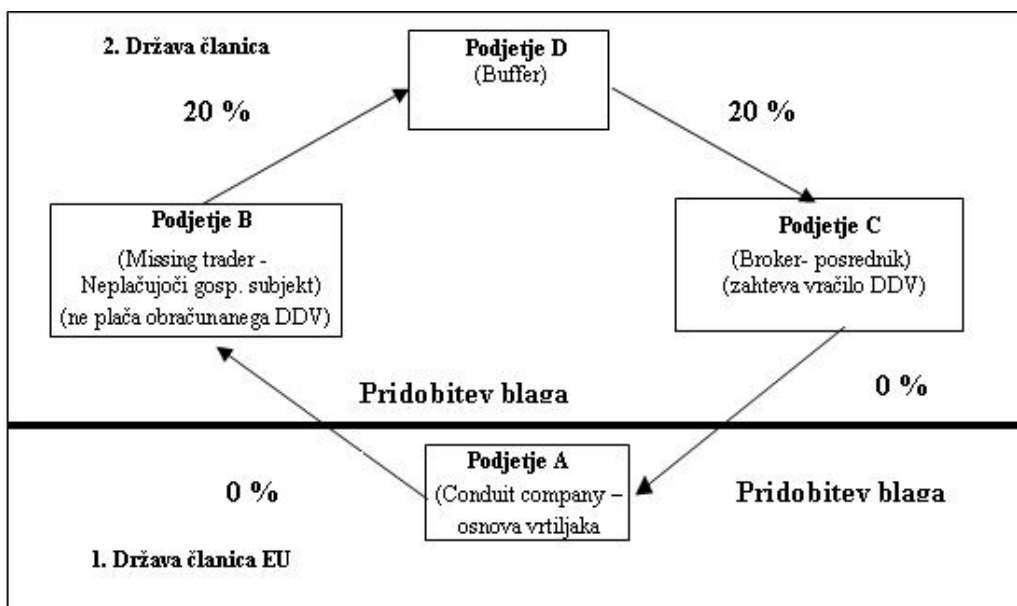 2. Država članica
Podjetje D
(Buffer)
20 %
20 %
Podjetje B
(Missing trader -
Neplačujoči gosp. subjekt)
(ne plača obračunanega DDV)
Podjetje C
(Broker- posrednik)
(zahteva vračilo DDV)
Pridobitev blaga
0 %
Podjetje A
(Conduit company –
osnova vrtiljaka
0 %
Pridobitev blaga
1. Država članica EU